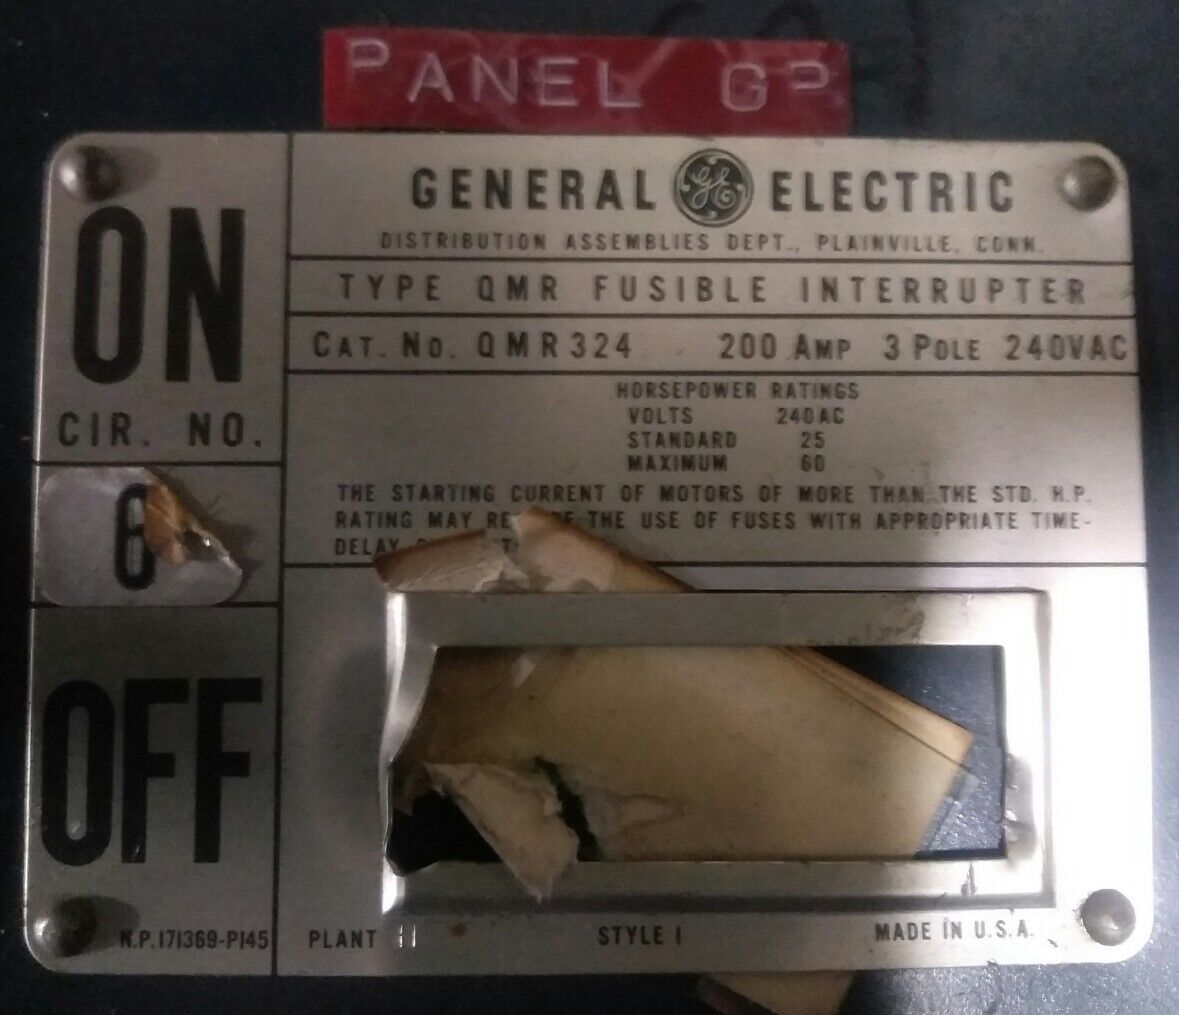 PANEL GP
GENERAL GE ELECTRIC
DISTRIBUTION ASSEMBLIES DEPT., PLAINVILLE, CONN.
TYPE QMR FUSIBLE INTERRUPTER
CAT. NO. QMR324 200 AMP 3 POLE 240VAC
HORSEPOWER RATINGS
VOLTS 240AC
STANDARD 25
MAXIMUM 60
THE STARTING CURRENT OF MOTORS OF MORE THAN THE STD. H.P.
RATING MAY THE USE OF FUSES WITH APPROPRIATE TIME-
DELAY
ON
CIR. NO.
6
OFF
N.P. 171369-P145
PLANT 11
STYLE 1
MADE IN U.S.A.